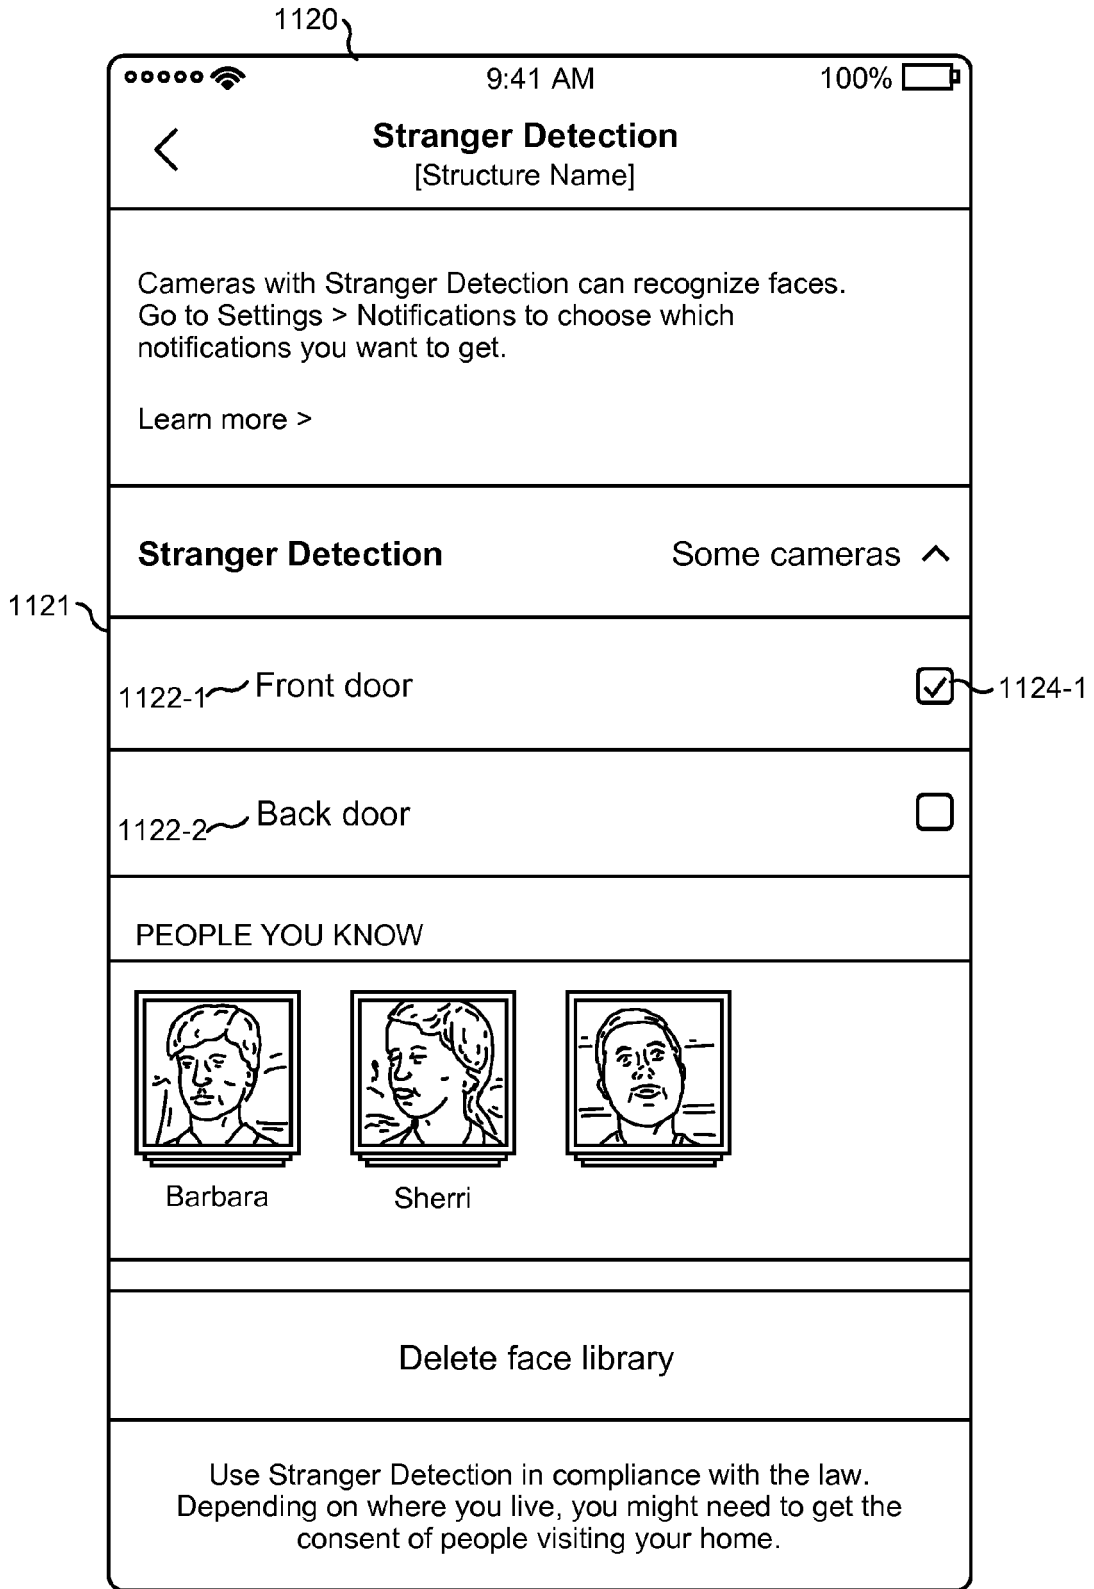 1120
9:41 AM
100%
Stranger Detection
[Structure Name]
Cameras with Stranger Detection can recognize faces.
Go to Settings > Notifications to choose which
notifications you want to get.
Learn more >
Stranger Detection Some cameras
1121
1122-1 Front door 1124-1
1122-2 Back door
PEOPLE YOU KNOW
Barbara Sherri
Delete face library
Use Stranger Detection in compliance with the law.
Depending on where you live, you might need to get the
consent of people visiting your home.